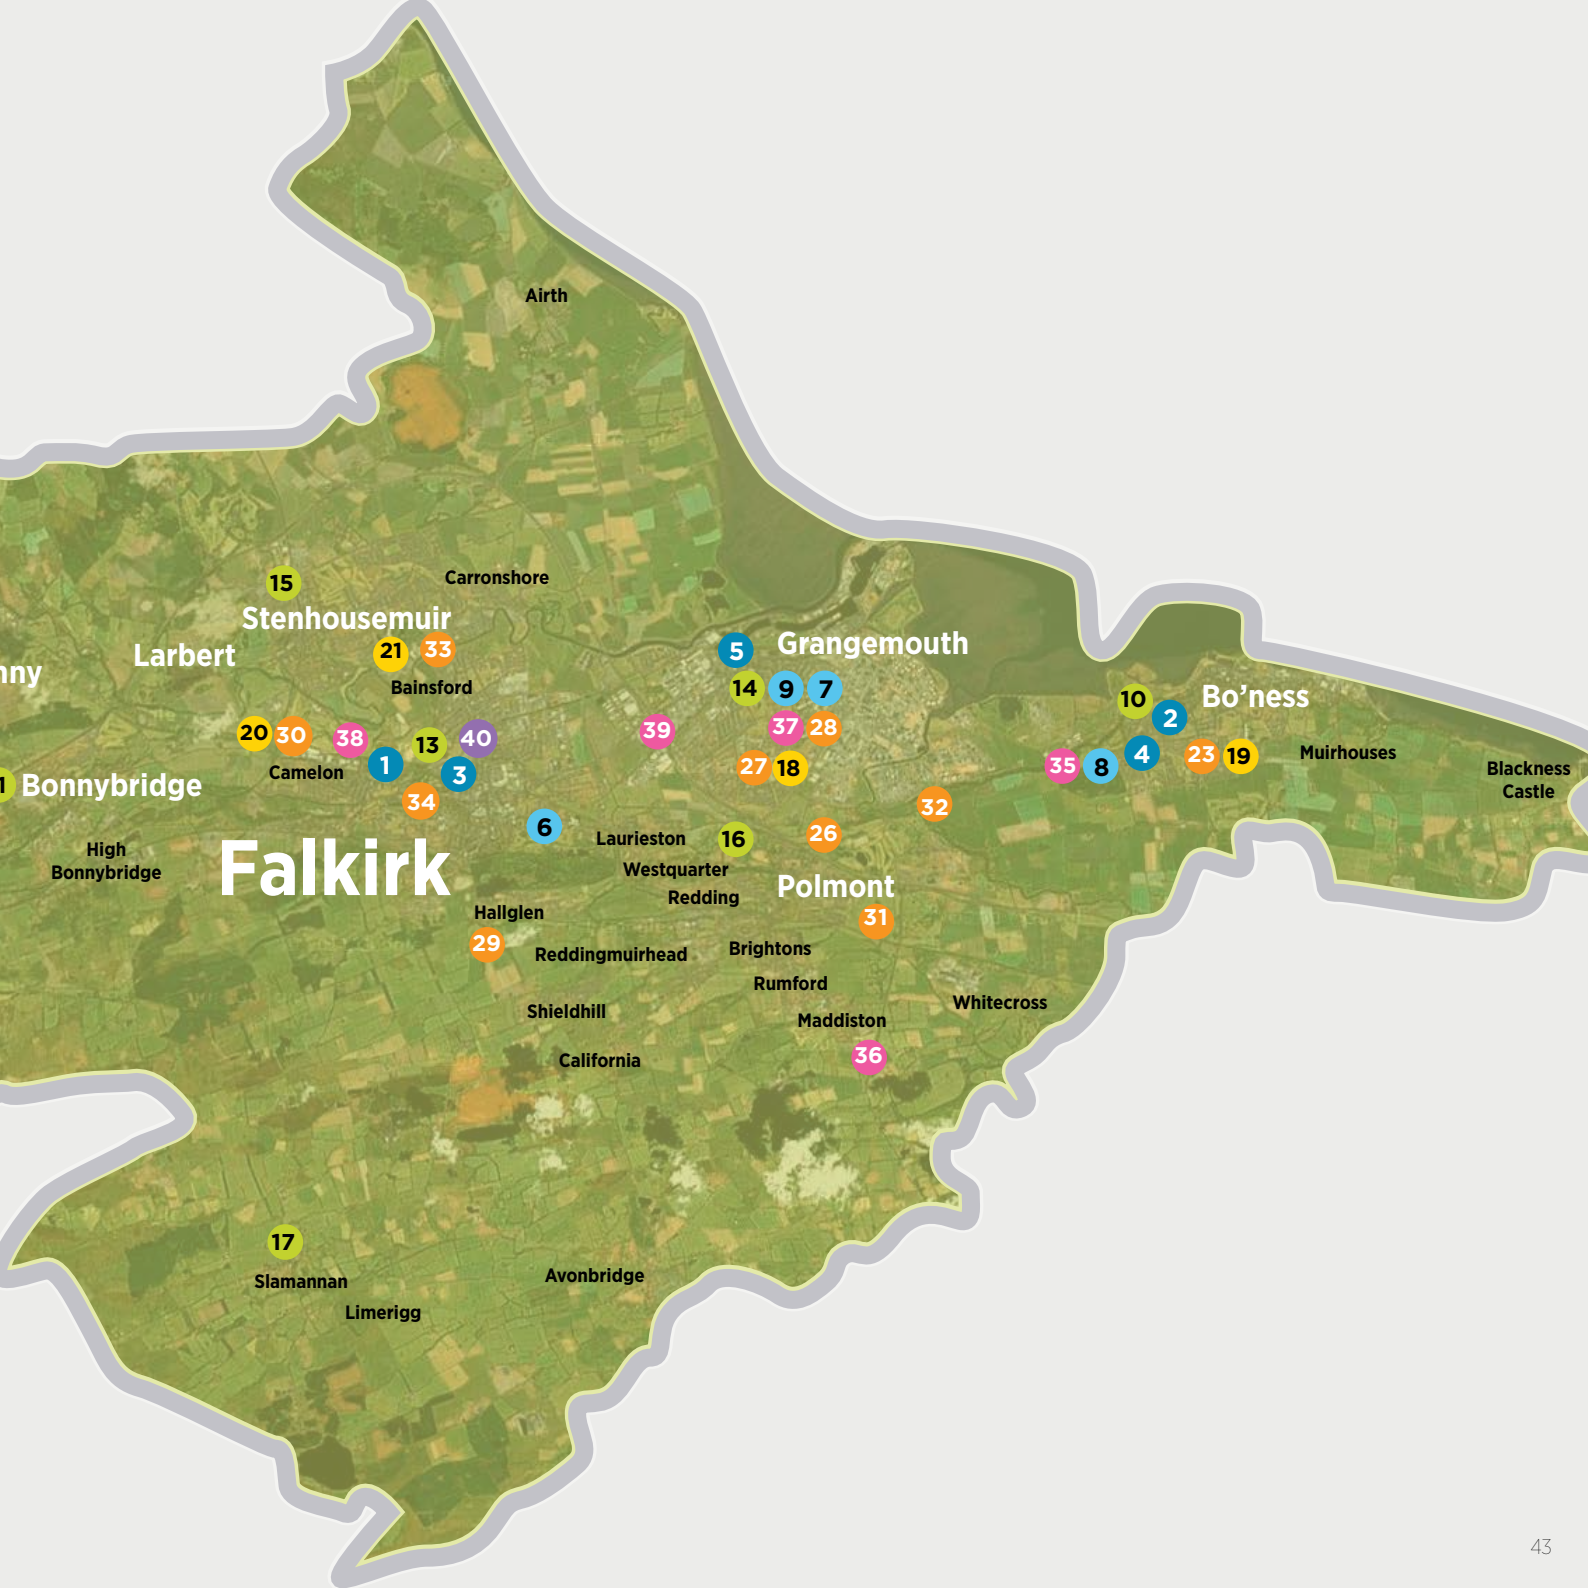 Airth
15
Carronshore
Stenhousemuir
21
33
Larbert
nny
Bainsford
5
Grangemouth
14
9
7
10
Bo’ness
2
20
30
38
13
40
39
37
28
Camelon
1
3
27
18
35
8
4
23
19
Muirhouses
Blackness
Castle
1
Bonnybridge
34
32
6
Laurieston
16
26
High
Bonnybridge
Falkirk
Westquarter
Redding
Polmont
Hallglen
31
29
Reddingmuirhead
Brightons
Rumford
Shieldhill
Maddiston
Whitecross
California
36
17
Slamannan
Avonbridge
Limerigg
43